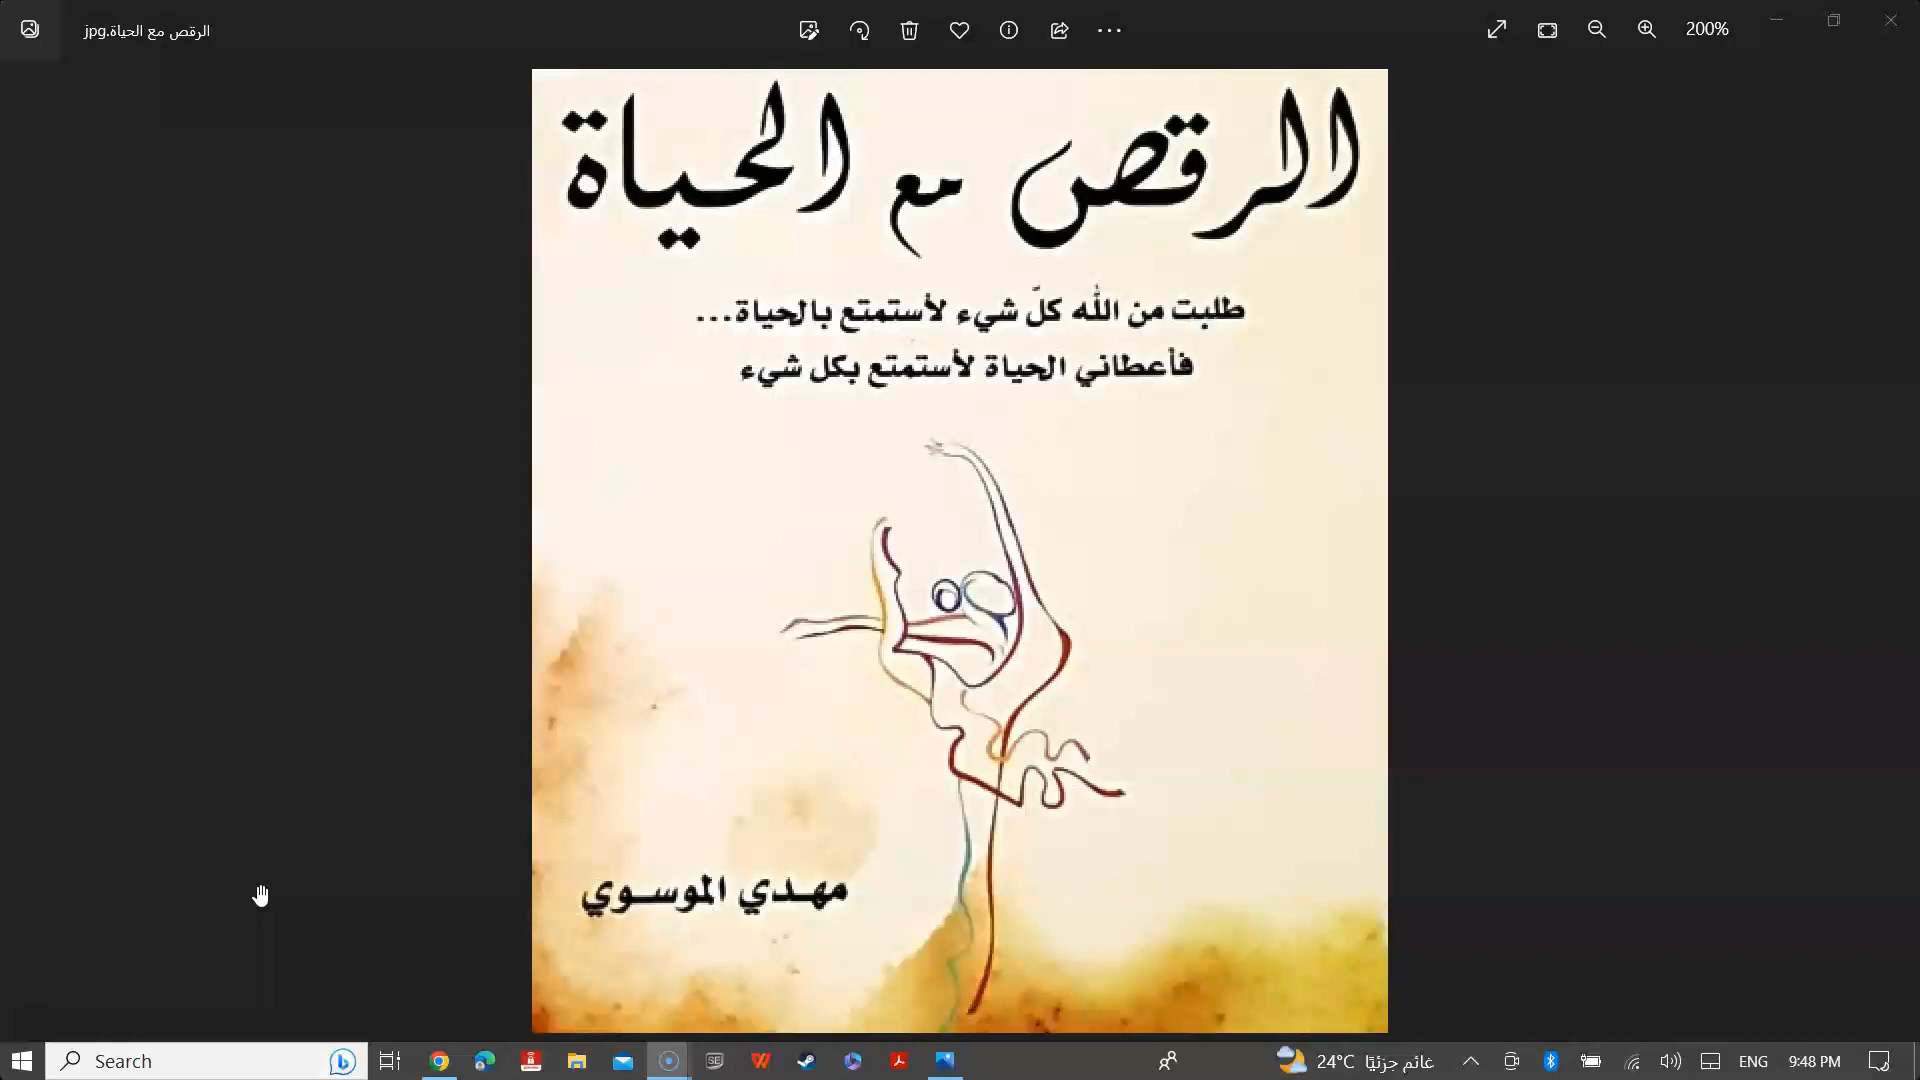 الرقص مع الحياة.jpg
200%
الرقص مع الحياة
طلبت من الله كلّ شيء لأستمتع بالحياة...
فأعطاني الحياة لأستمتع بكل شيء
مهدي الموسوي
Search
SE
24°C غائم جزئيًا
ENG
9:48 PM